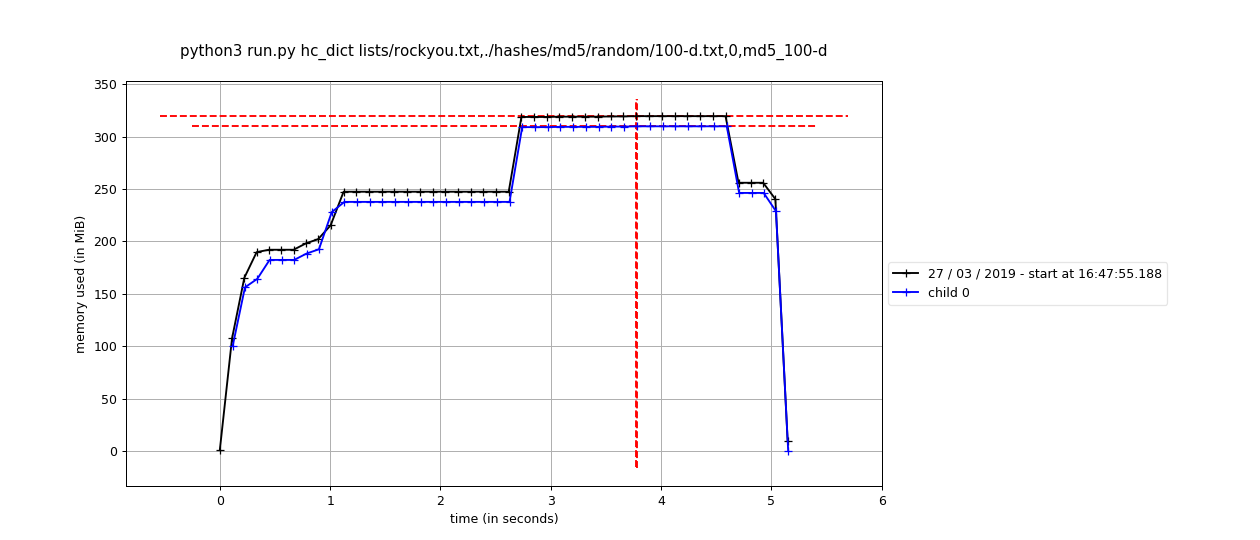 python3 run.py hc_dict lists/rockyou.txt,./hashes/md5/random/100-d.txt,0,md5_100-d
350
300
250
200
150
100
50
0
memory used (in MiB)
0 1 2 3 4 5 6
time (in seconds)
27 / 03 / 2019 - start at 16:47:55.188
child 0